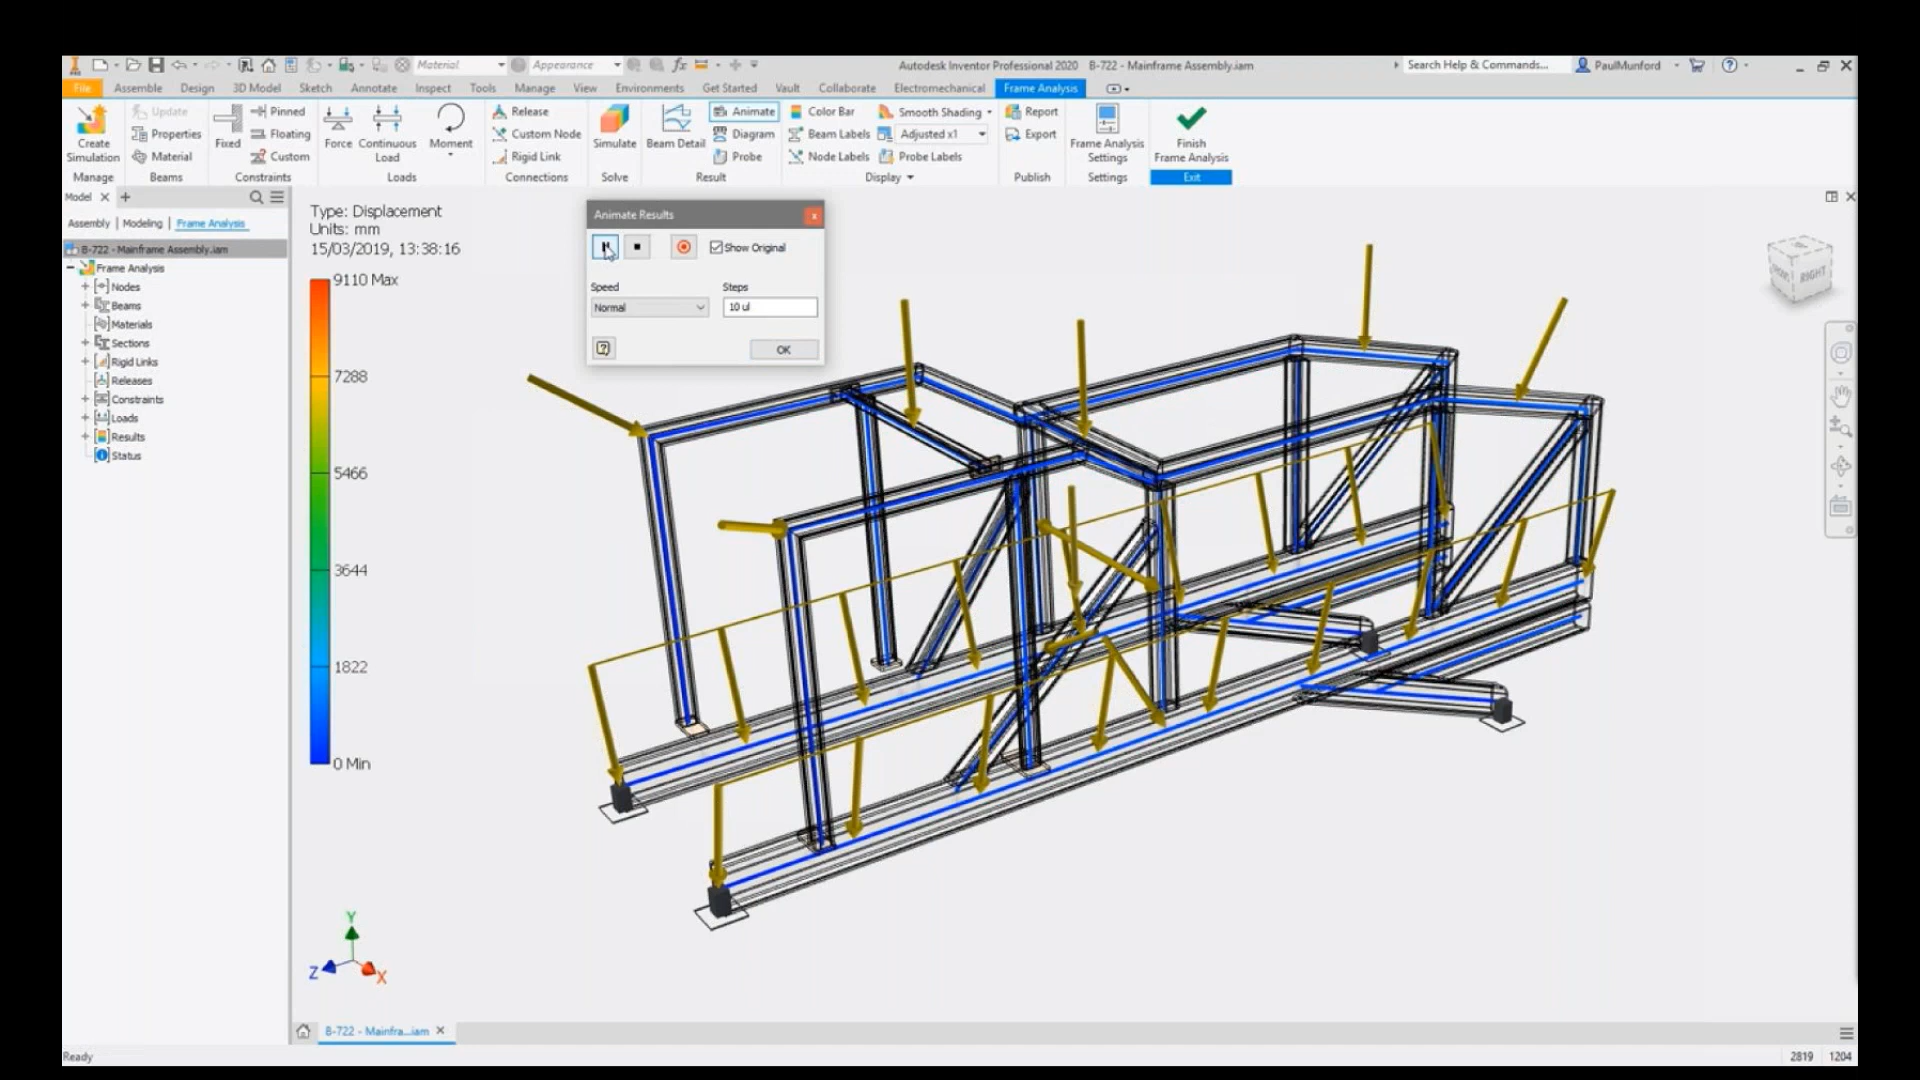 Material
Appearance
fx
Autodesk Inventor Professional 2020 B-722 - Mainframe Assembly.iam
Search Help & Commands...
PaulMunford
File Assemble Design 3D Model Sketch Annotate Inspect Tools Manage View Environments Get Started Vault Collaborate Electromechanical Frame Analysis
Create Simulation
Manage
Update
Properties
Material
Beams
Fixed
Pinned
Floating
Custom
Constraints
Force
Continuous Load
Moment
Loads
Release
Custom Node
Rigid Link
Connections
Simulate
Solve
Beam Detail
Animate
Diagram
Probe
Result
Color Bar
Beam Labels
Node Labels
Smooth Shading
Adjusted x1
Probe Labels
Display
Report
Export
Publish
Frame Analysis Settings
Settings
Finish Frame Analysis
Exit
Model
Assembly | Modeling | Frame Analysis
B-722 - Mainframe Assembly.iam
Frame Analysis
Nodes
Beams
Materials
Sections
Rigid Links
Releases
Constraints
Loads
Results
Status
Type: Displacement
Units: mm
15/03/2019, 13:38:16
9110 Max
7288
5466
3644
1822
0 Min
Animate Results
Show Original
Speed
Steps
Normal
10 ul
OK
RIGHT
Y
Z
X
B-722 - Mainfra...iam
Ready
2819 1204